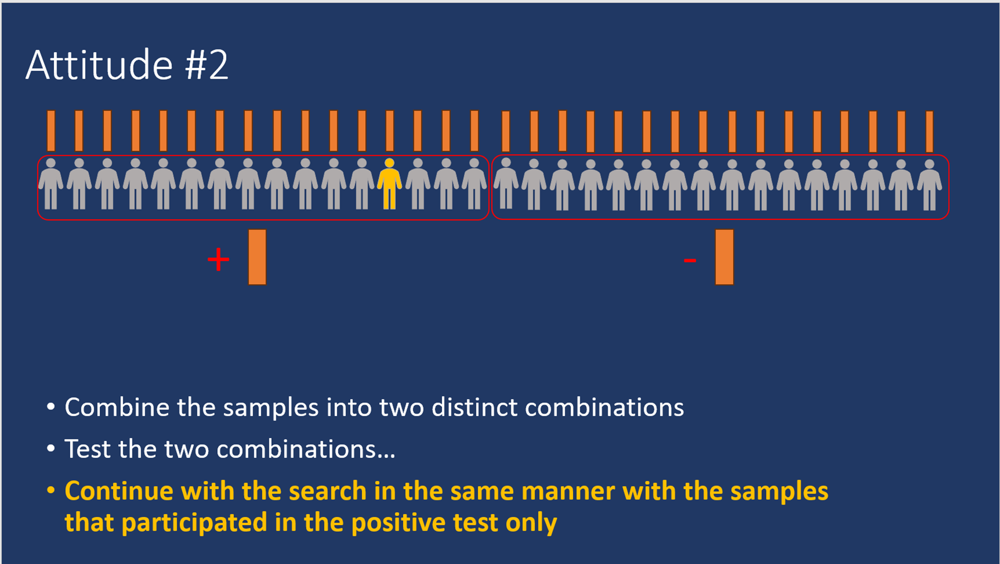 Attitude #2
+
-
• Combine the samples into two distinct combinations
• Test the two combinations...
• Continue with the search in the same manner with the samples
that participated in the positive test only